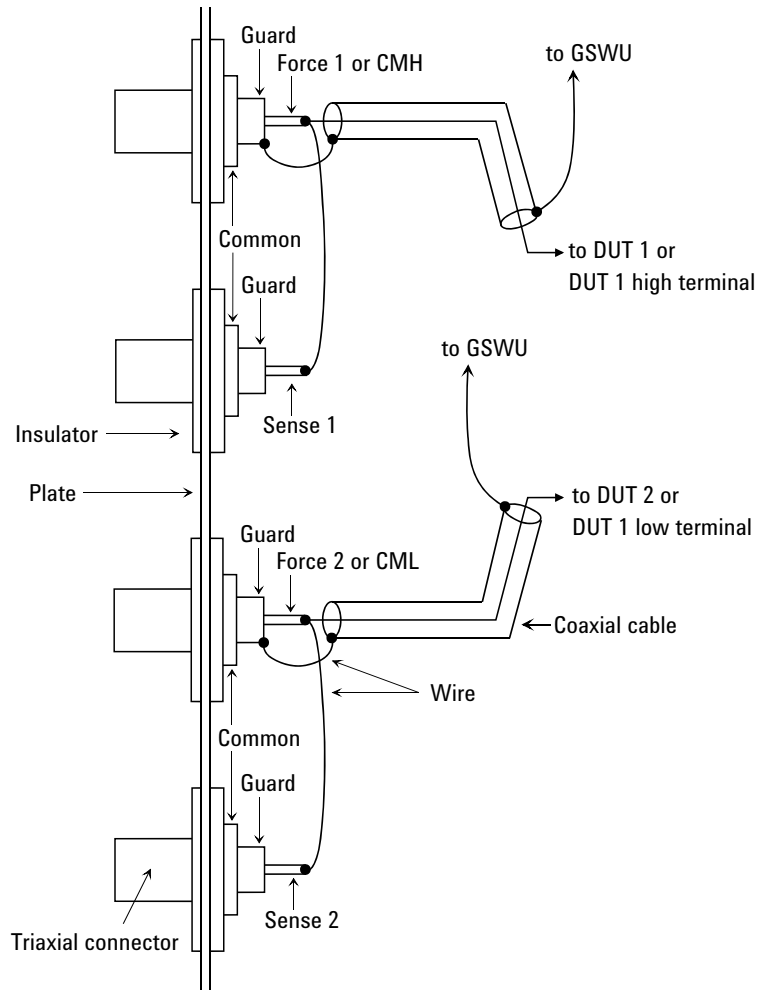 Guard
Force 1 or CMH
to GSWU
Common
to DUT 1 or
DUT 1 high terminal
Guard
to GSWU
Sense 1
Insulator
Plate
to DUT 2 or
DUT 1 low terminal
Guard
Force 2 or CML
Coaxial cable
Wire
Common
Guard
Sense 2
Triaxial connector